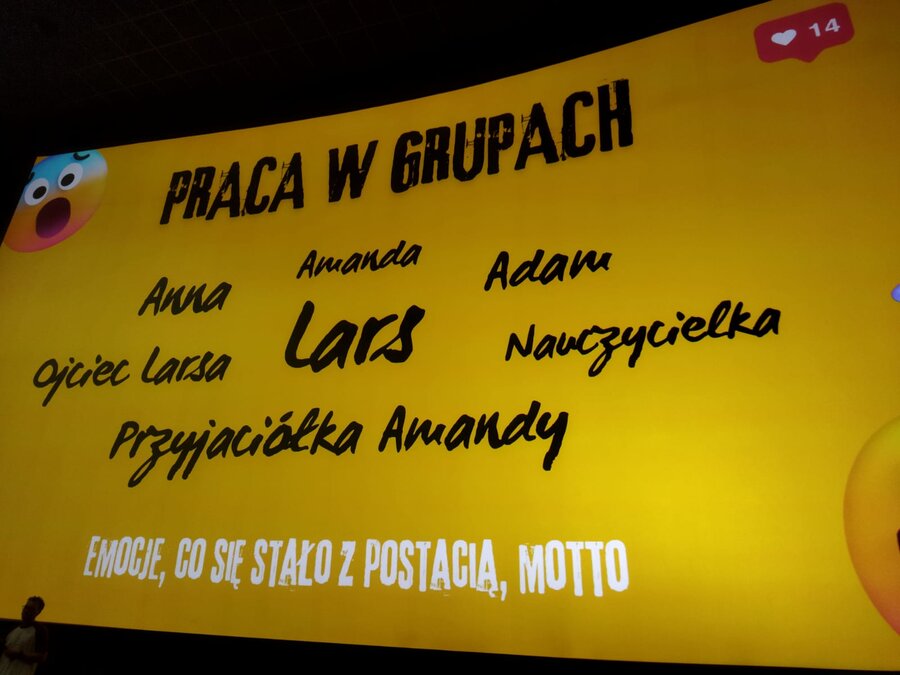 14
PRACA W GRUPACH
Anna
Amanda
Adam
Ojciec Larsa
Lars
Nauczycielka
Przyjaciółka Amandy
EMOCJE, CO SIĘ STAŁO Z POSTACIĄ, MOTTO